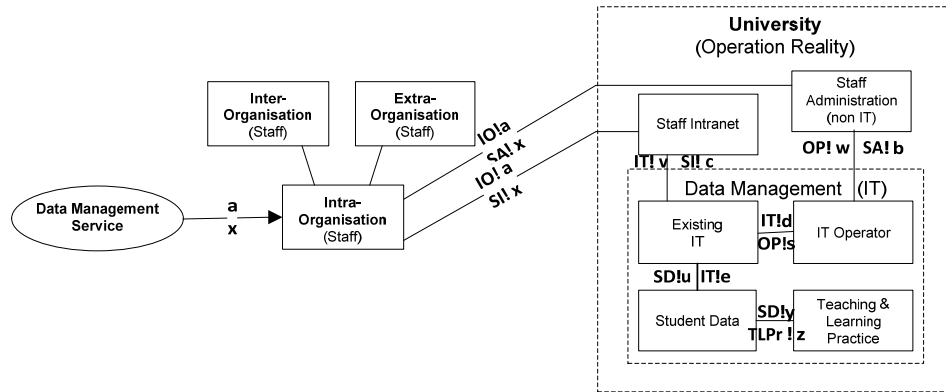 University
(Operation Reality)
Inter-
Organisation
(Staff)
Extra-
Organisation
(Staff)
IO!a
SA! x
IO! a
SI! x
Staff Intranet
Staff
Administration
(non IT)
IT! v SI! c
OP! w SA! b
Data Management
Service
a
x
Intra-
Organisation
(Staff)
Data Management (IT)
Existing
IT
IT!d
OP!s
IT Operator
SD!u IT!e
Student Data
SD!y
TLPr ! z
Teaching &
Learning
Practice